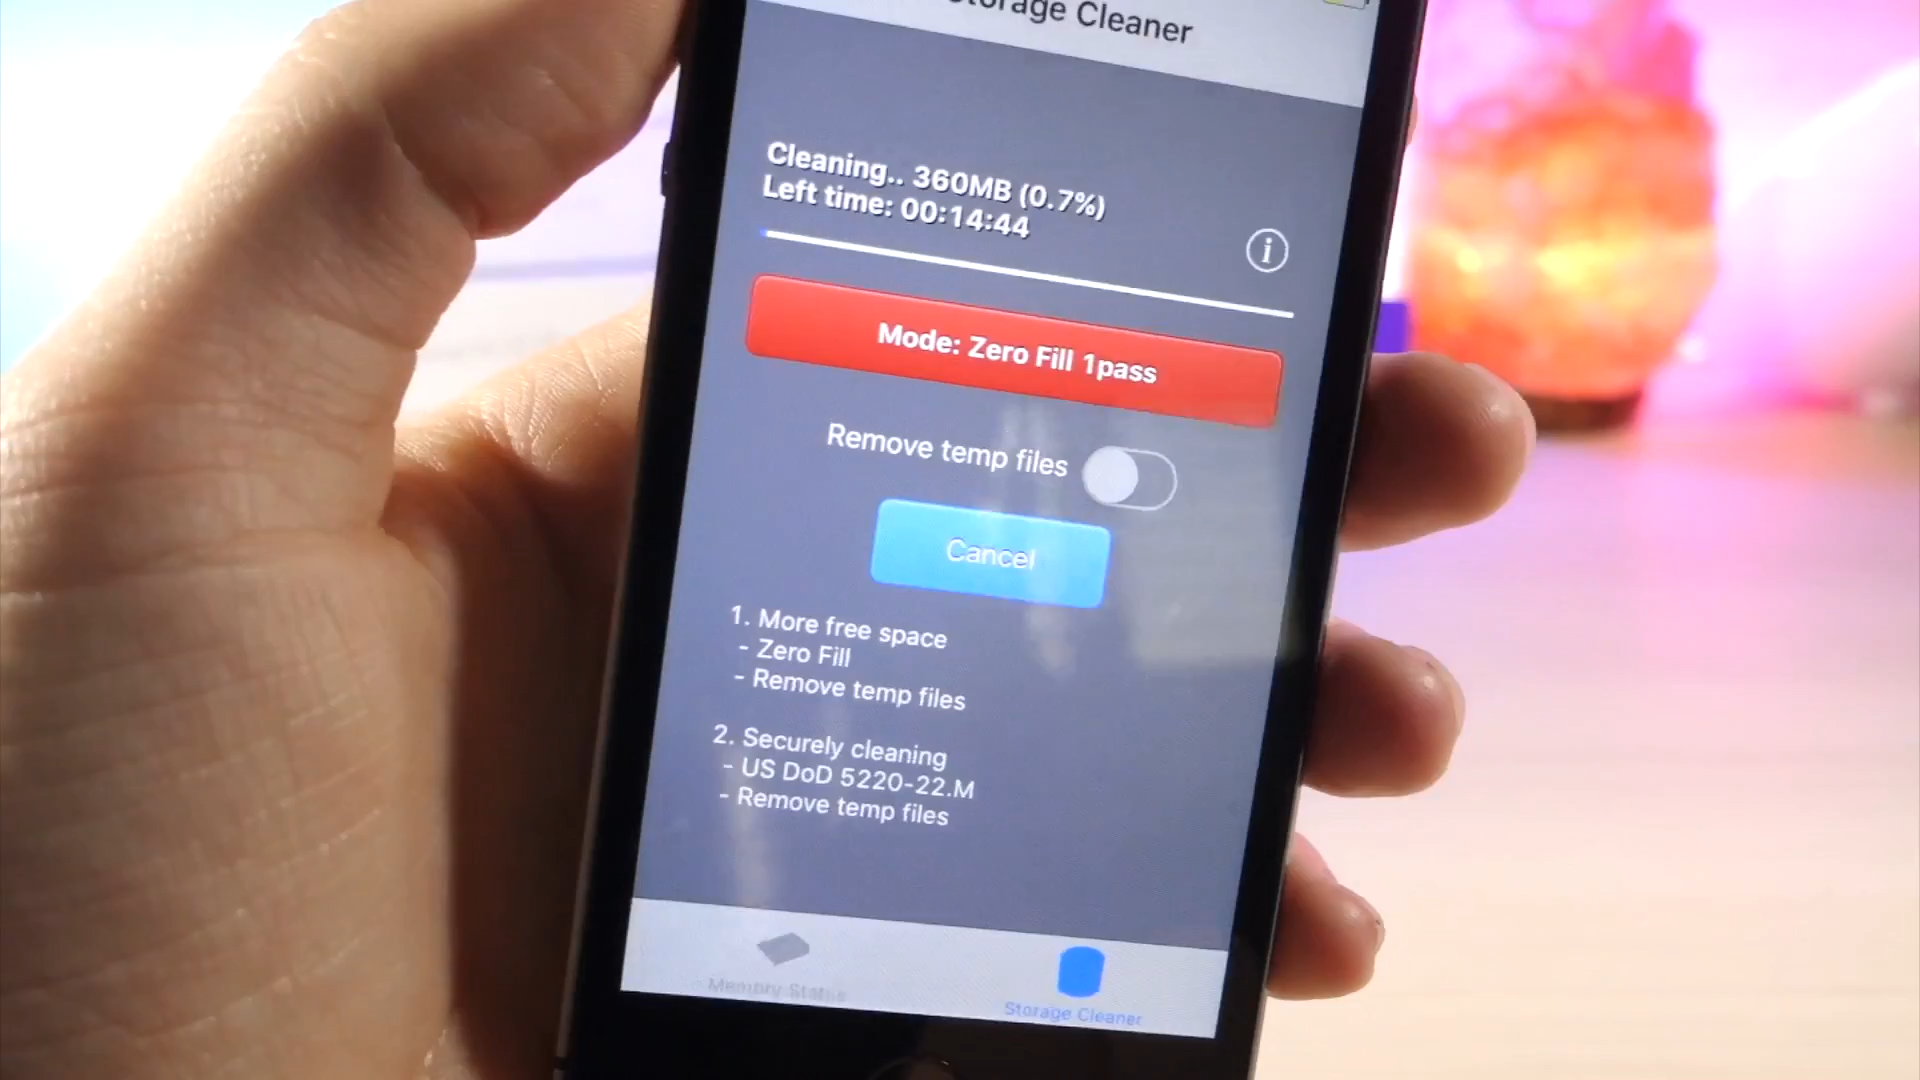 Storage Cleaner
Cleaning.. 360MB (0.7%)
Left time: 00:14:44
Mode: Zero Fill 1pass
Remove temp files
Cancel
1. More free space
- Zero Fill
- Remove temp files
2. Securely cleaning
- US DoD 5220-22.M
- Remove temp files
Memory Status
Storage Cleaner